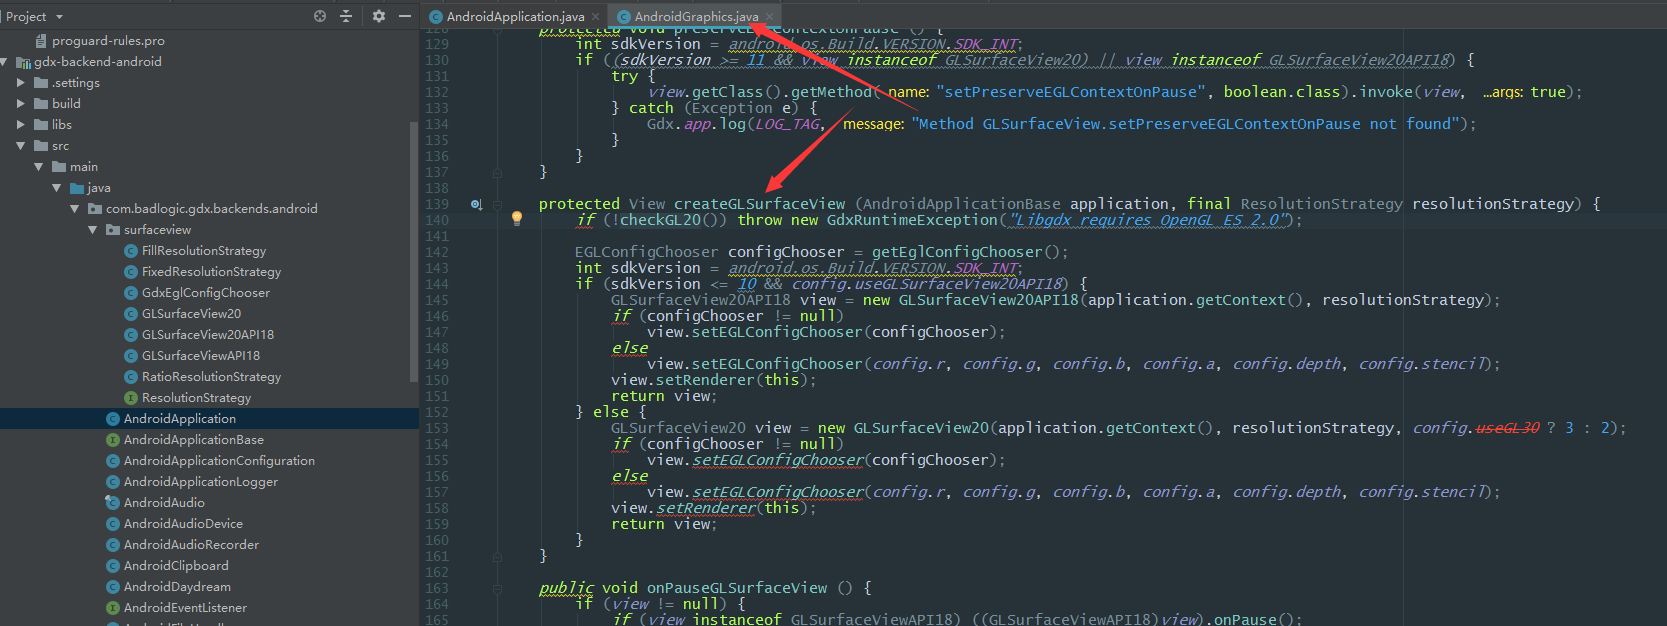 Project
AndroidApplication.java
AndroidGraphics.java
proguard-rules.pro
gdx-backend-android
.settings
build
libs
src
main
java
com.badlogic.gdx.backends.android
surfaceview
FillResolutionStrategy
FixedResolutionStrategy
GdxEglConfigChooser
GLSurfaceView20
GLSurfaceView20API18
GLSurfaceViewAPI18
RatioResolutionStrategy
ResolutionStrategy
AndroidApplication
AndroidApplicationBase
AndroidApplicationConfiguration
AndroidApplicationLogger
AndroidAudio
AndroidAudioDevice
AndroidAudioRecorder
AndroidClipboard
AndroidDaydream
AndroidEventListener
128 protected void preserveEGLContextOnPause () {
129 int sdkVersion = android.os.Build.VERSION.SDK_INT;
130 if ((sdkVersion >= 11 && view instanceof GLSurfaceView20) || view instanceof GLSurfaceView20API18) {
131 try {
132 view.getClass().getMethod( name: "setPreserveEGLContextOnPause", boolean.class).invoke(view, ...args: true);
133 } catch (Exception e) {
134 Gdx.app.log(LOG_TAG, message: "Method GLSurfaceView.setPreserveEGLContextOnPause not found");
135 }
136 }
137 }
138
139 protected View createGLSurfaceView (AndroidApplicationBase application, final ResolutionStrategy resolutionStrategy) {
140 if (!checkGL20()) throw new GdxRuntimeException("Libgdx requires OpenGL ES 2.0");
141
142 EGLConfigChooser configChooser = getEglConfigChooser();
143 int sdkVersion = android.os.Build.VERSION.SDK_INT;
144 if (sdkVersion <= 10 && config.useGLSurfaceView20API18) {
145 GLSurfaceView20API18 view = new GLSurfaceView20API18(application.getContext(), resolutionStrategy);
146 if (configChooser != null)
147 view.setEGLConfigChooser(configChooser);
148 else
149 view.setEGLConfigChooser(config.r, config.g, config.b, config.a, config.depth, config.stencil);
150 view.setRenderer(this);
151 return view;
152 } else {
153 GLSurfaceView20 view = new GLSurfaceView20(application.getContext(), resolutionStrategy, config.useGL30 ? 3 : 2);
154 if (configChooser != null)
155 view.setEGLConfigChooser(configChooser);
156 else
157 view.setEGLConfigChooser(config.r, config.g, config.b, config.a, config.depth, config.stencil);
158 view.setRenderer(this);
159 return view;
160 }
161 }
162
163 public void onPauseGLSurfaceView () {
164 if (view != null) {
165 if (view instanceof GLSurfaceViewAPI18) ((GLSurfaceViewAPI18)view).onPause();